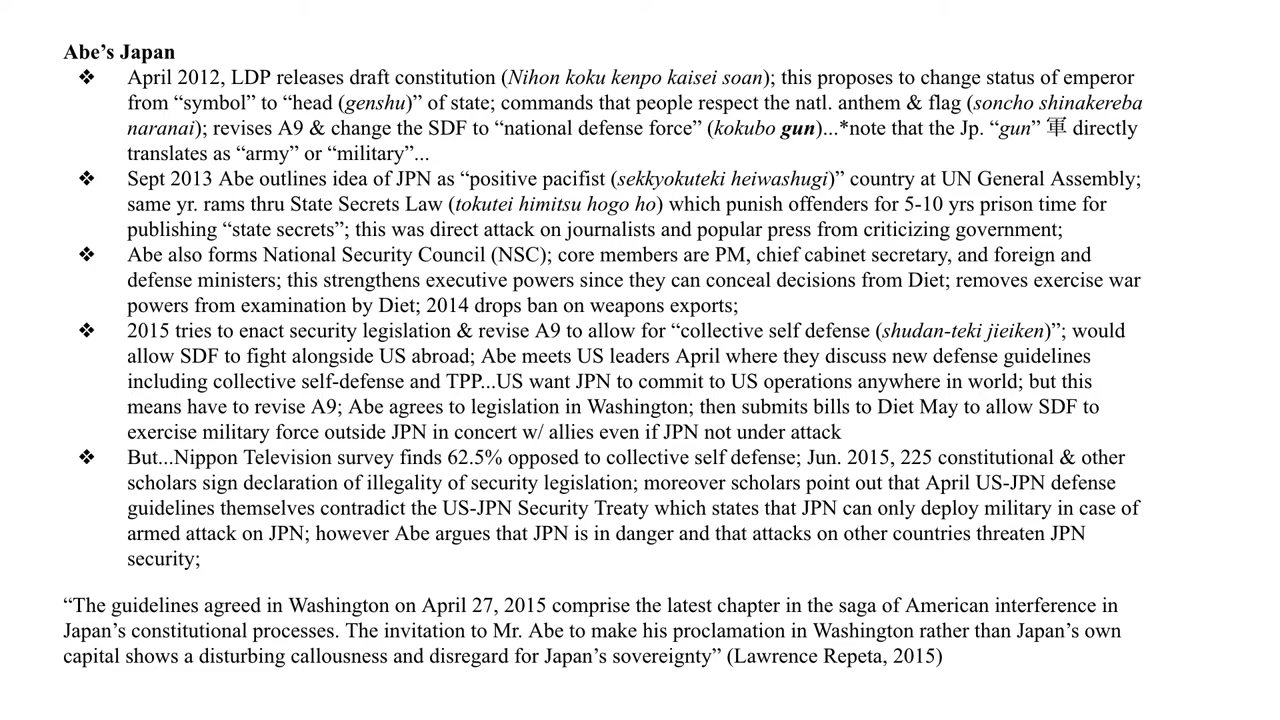 Abe’s Japan
❖ April 2012, LDP releases draft constitution (Nihon koku kenpo kaisei soan); this proposes to change status of emperor
from “symbol” to “head (genshu)” of state; commands that people respect the natl. anthem & flag (soncho shinakereba
naranai); revises A9 & change the SDF to “national defense force” (kokubo gun)...*note that the Jp. “gun” 軍 directly
translates as “army” or “military”...
❖ Sept 2013 Abe outlines idea of JPN as “positive pacifist (sekkyokuteki heiwashugi)” country at UN General Assembly;
same yr. rams thru State Secrets Law (tokutei himitsu hogo ho) which punish offenders for 5-10 yrs prison time for
publishing “state secrets”; this was direct attack on journalists and popular press from criticizing government;
❖ Abe also forms National Security Council (NSC); core members are PM, chief cabinet secretary, and foreign and
defense ministers; this strengthens executive powers since they can conceal decisions from Diet; removes exercise war
powers from examination by Diet; 2014 drops ban on weapons exports;
❖ 2015 tries to enact security legislation & revise A9 to allow for “collective self defense (shudan-teki jieiken)”; would
allow SDF to fight alongside US abroad; Abe meets US leaders April where they discuss new defense guidelines
including collective self-defense and TPP...US want JPN to commit to US operations anywhere in world; but this
means have to revise A9; Abe agrees to legislation in Washington; then submits bills to Diet May to allow SDF to
exercise military force outside JPN in concert w/ allies even if JPN not under attack
❖ But...Nippon Television survey finds 62.5% opposed to collective self defense; Jun. 2015, 225 constitutional & other
scholars sign declaration of illegality of security legislation; moreover scholars point out that April US-JPN defense
guidelines themselves contradict the US-JPN Security Treaty which states that JPN can only deploy military in case of
armed attack on JPN; however Abe argues that JPN is in danger and that attacks on other countries threaten JPN
security;
“The guidelines agreed in Washington on April 27, 2015 comprise the latest chapter in the saga of American interference in
Japan’s constitutional processes. The invitation to Mr. Abe to make his proclamation in Washington rather than Japan’s own
capital shows a disturbing callousness and disregard for Japan’s sovereignty” (Lawrence Repeta, 2015)